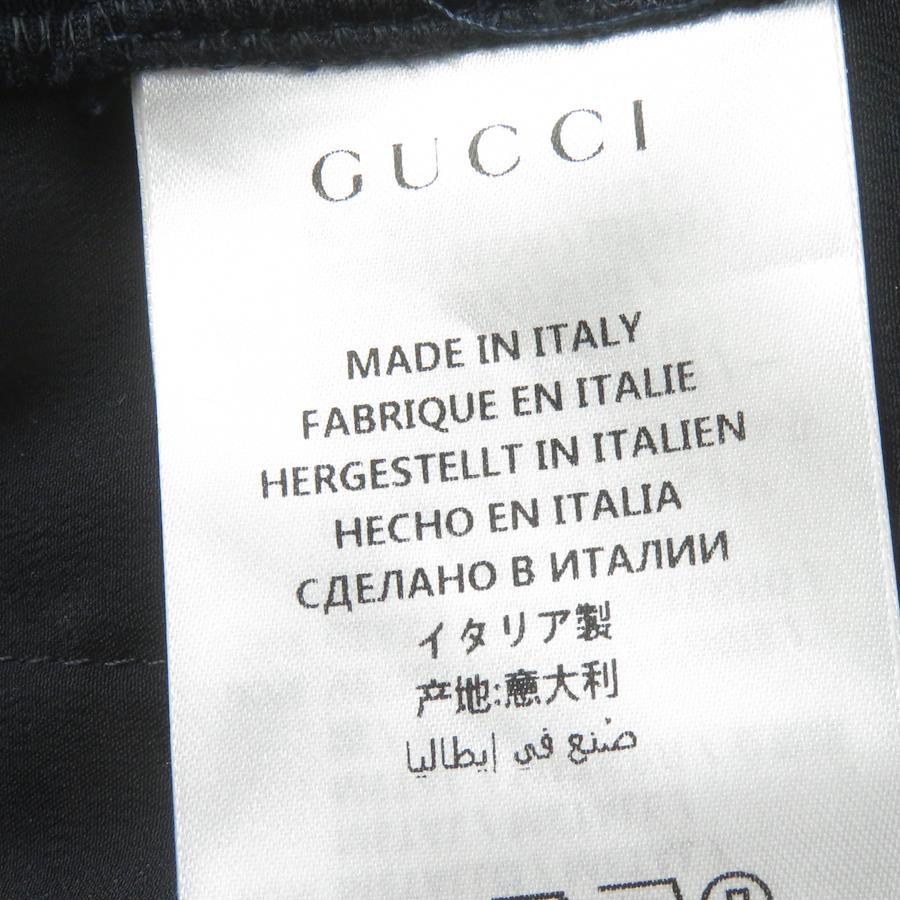 GUCCI
MADE IN ITALY
FABRIQUE EN ITALIE
HERGESTELLT IN ITALIEN
HECHO EN ITALIA
СДЕЛАНО В ИТАЛИИ
イタリア製
产地:意大利
صنع في إيطاليا